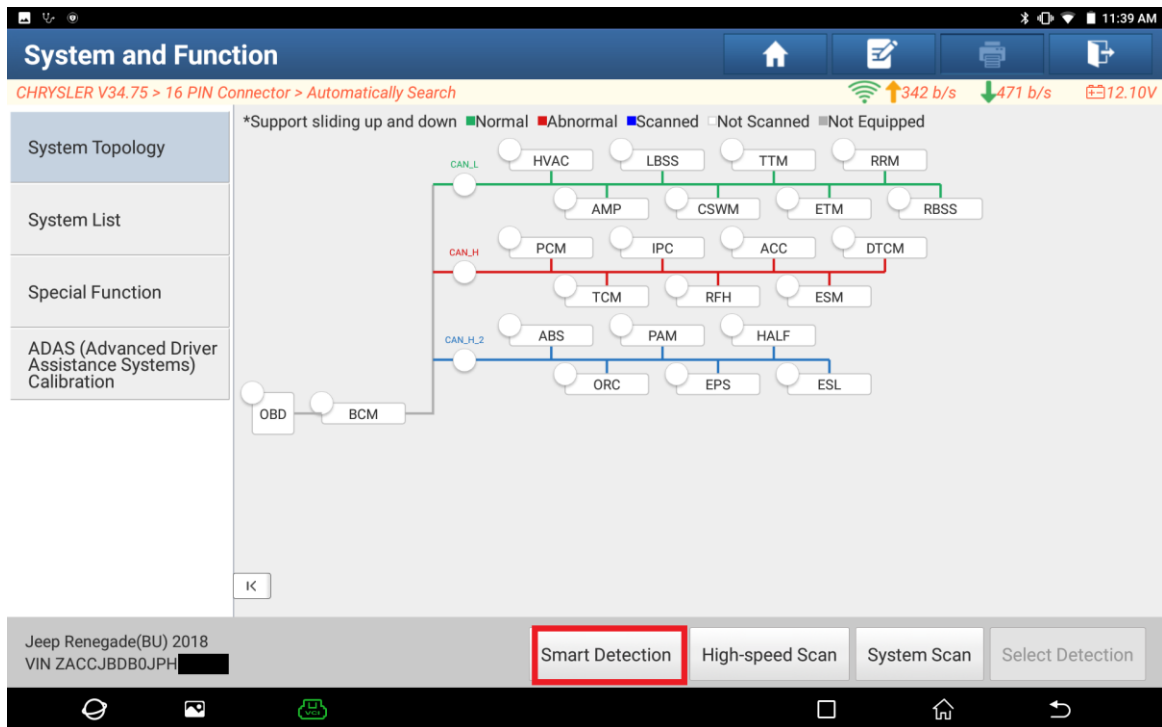 11:39 AM
System and Function
CHRYSLER V34.75 > 16 PIN Connector > Automatically Search
342 b/s
471 b/s
12.10V
System Topology
System List
Special Function
ADAS (Advanced Driver
Assistance Systems)
Calibration
*Support sliding up and down Normal Abnormal Scanned Not Scanned Not Equipped
CAN_L
HVAC LBSS TTM RRM
AMP CSWM ETM RBSS
CAN_H
PCM IPC ACC DTCM
TCM RFH ESM
CAN_H_2
ABS PAM HALF
ORC EPS ESL
OBD BCM
Jeep Renegade(BU) 2018
VIN ZACCJBDB0JPH
Smart Detection
High-speed Scan
System Scan
Select Detection
VCI